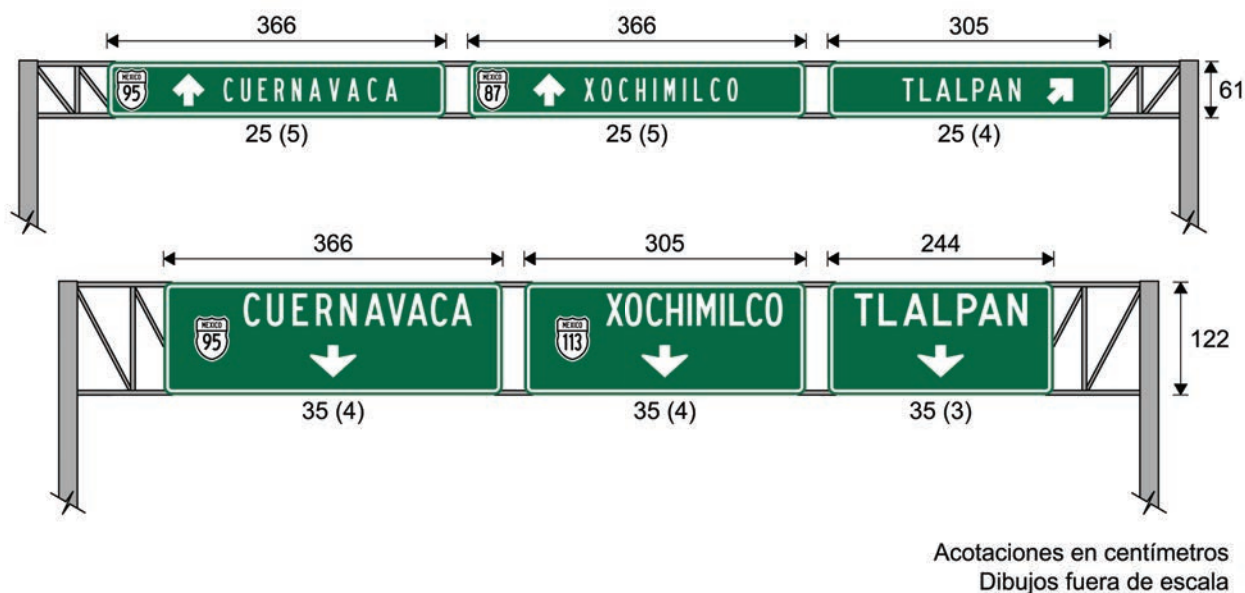 366 366 305
MEXICO 95 CUERNAVACA MEXICO 87 XOCHIMILCO TLALPAN 61
25 (5) 25 (5) 25 (4)
366 305 244
CUERNAVACA XOCHIMILCO TLALPAN
MEXICO 95 MEXICO 113 122
35 (4) 35 (4) 35 (3)
Acotaciones en centímetros
Dibujos fuera de escala